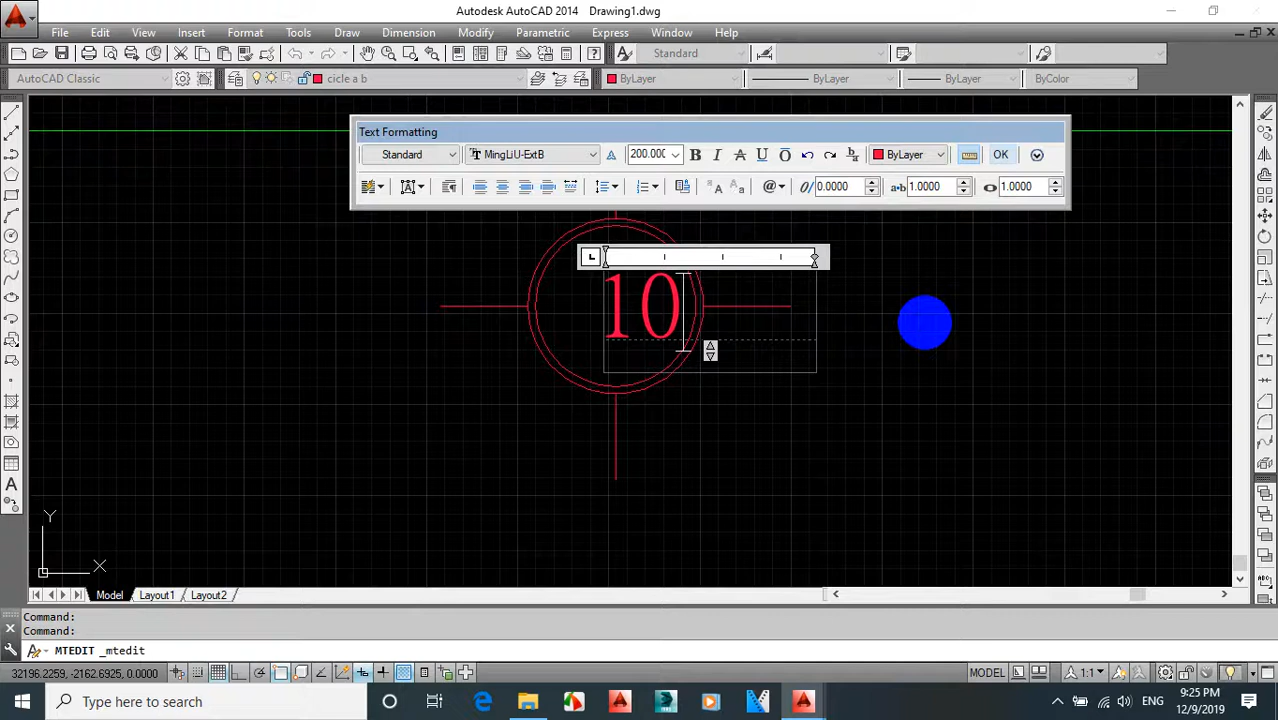 Autodesk AutoCAD 2014 Drawing1.dwg
File Edit View Insert Format Tools Draw Dimension Modify Parametric Express Window Help
Standard
AutoCAD Classic cicle a b ByLayer ByLayer ByLayer ByColor
Text Formatting
Standard MingLiU-ExtB 200.000 B I A U O ByLayer OK
@ 0/ 0.0000 a•b 1.0000 1.0000
10
Y
X
Model Layout1 Layout2
Command:
Command:
MTEDIT _mtedit
32196.2259, -2162.6925, 0.0000 MODEL 1:1
Type here to search
ENG
9:25 PM
12/9/2019